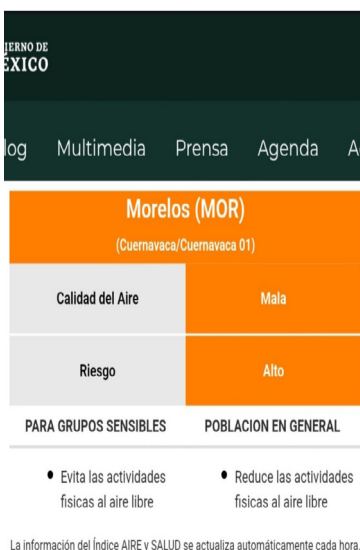 IERNO DE
ÉXICO
log Multimedia Prensa Agenda A
Morelos (MOR)
(Cuernavaca/Cuernavaca 01)
Calidad del Aire Mala
Riesgo Alto
PARA GRUPOS SENSIBLES POBLACION EN GENERAL
• Evita las actividades
fisicas al aire libre
• Reduce las actividades
fisicas al aire libre
La información del Índice AIRE y SALUD se actualiza automáticamente cada hora.